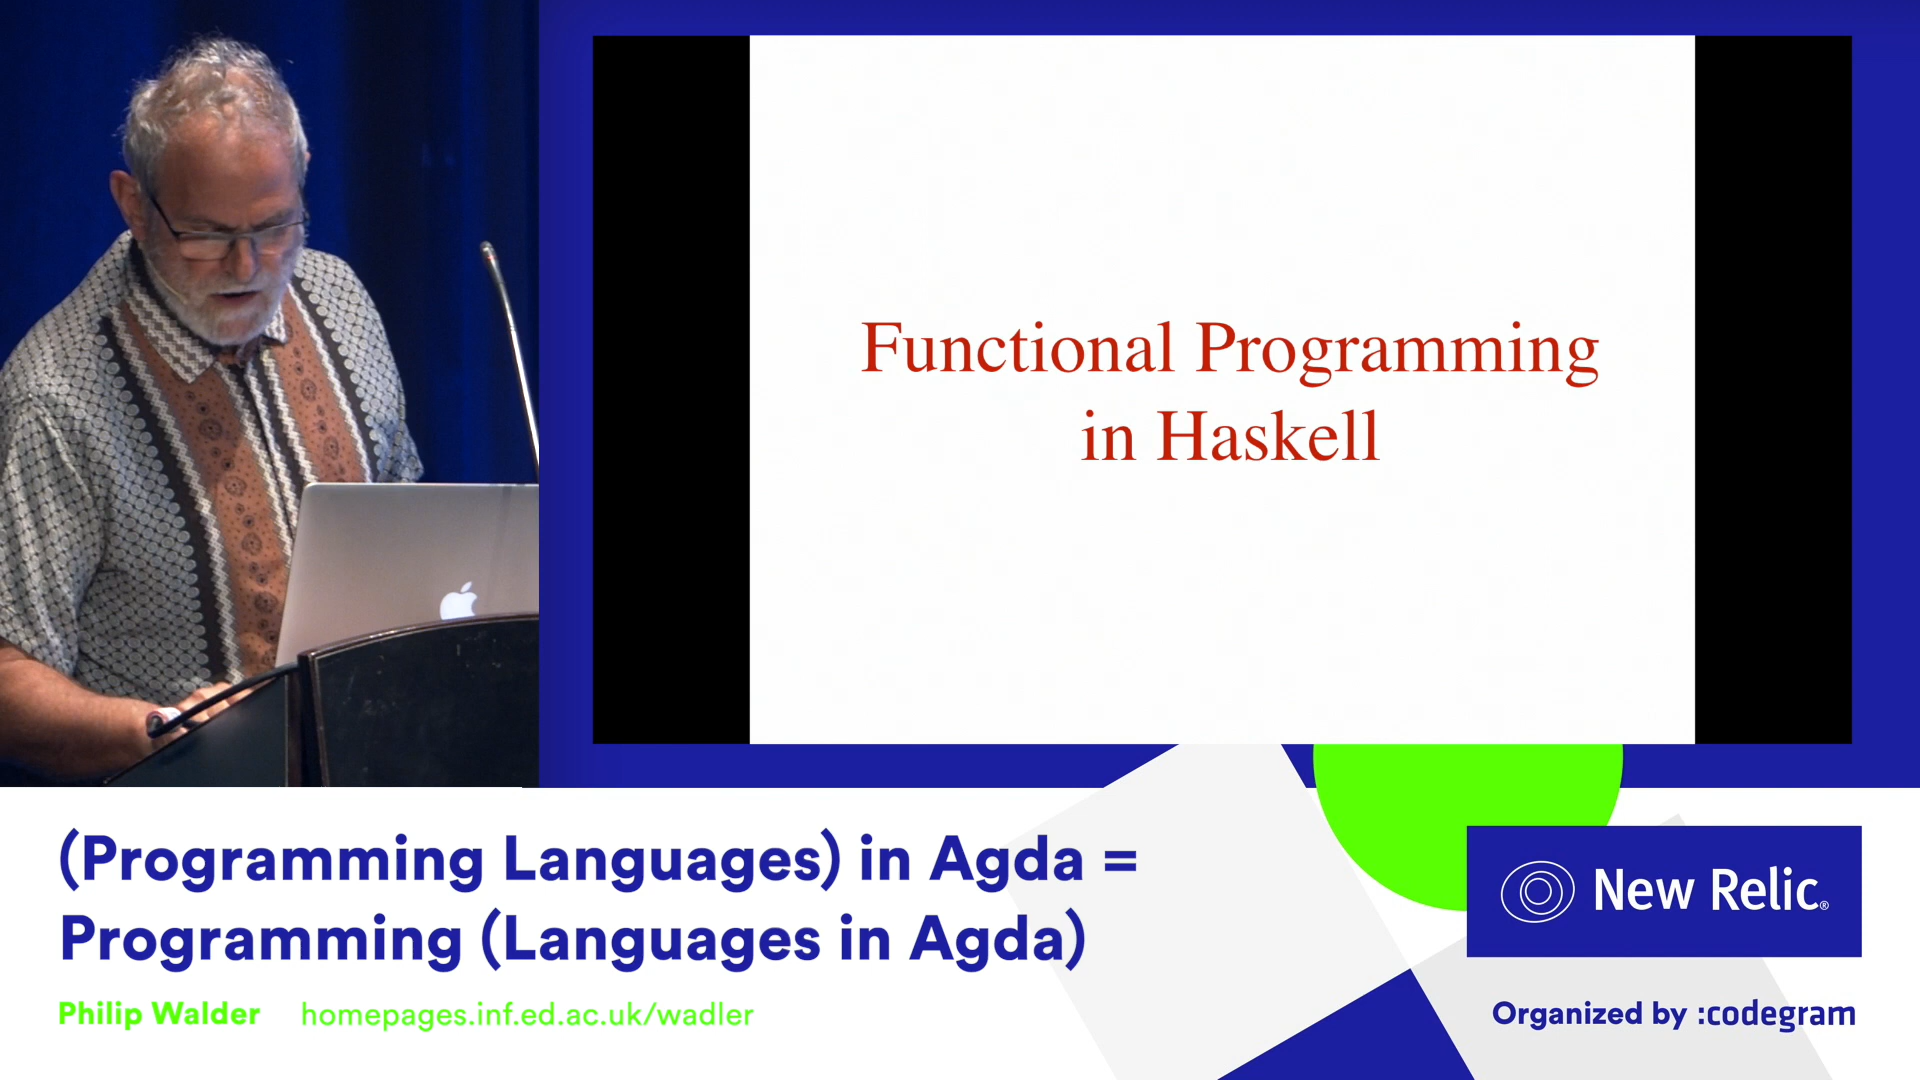 Functional Programming
in Haskell
(Programming Languages) in Agda =
Programming (Languages in Agda)
Philip Walder homepages.inf.ed.ac.uk/wadler
New Relic®
Organized by :codegram